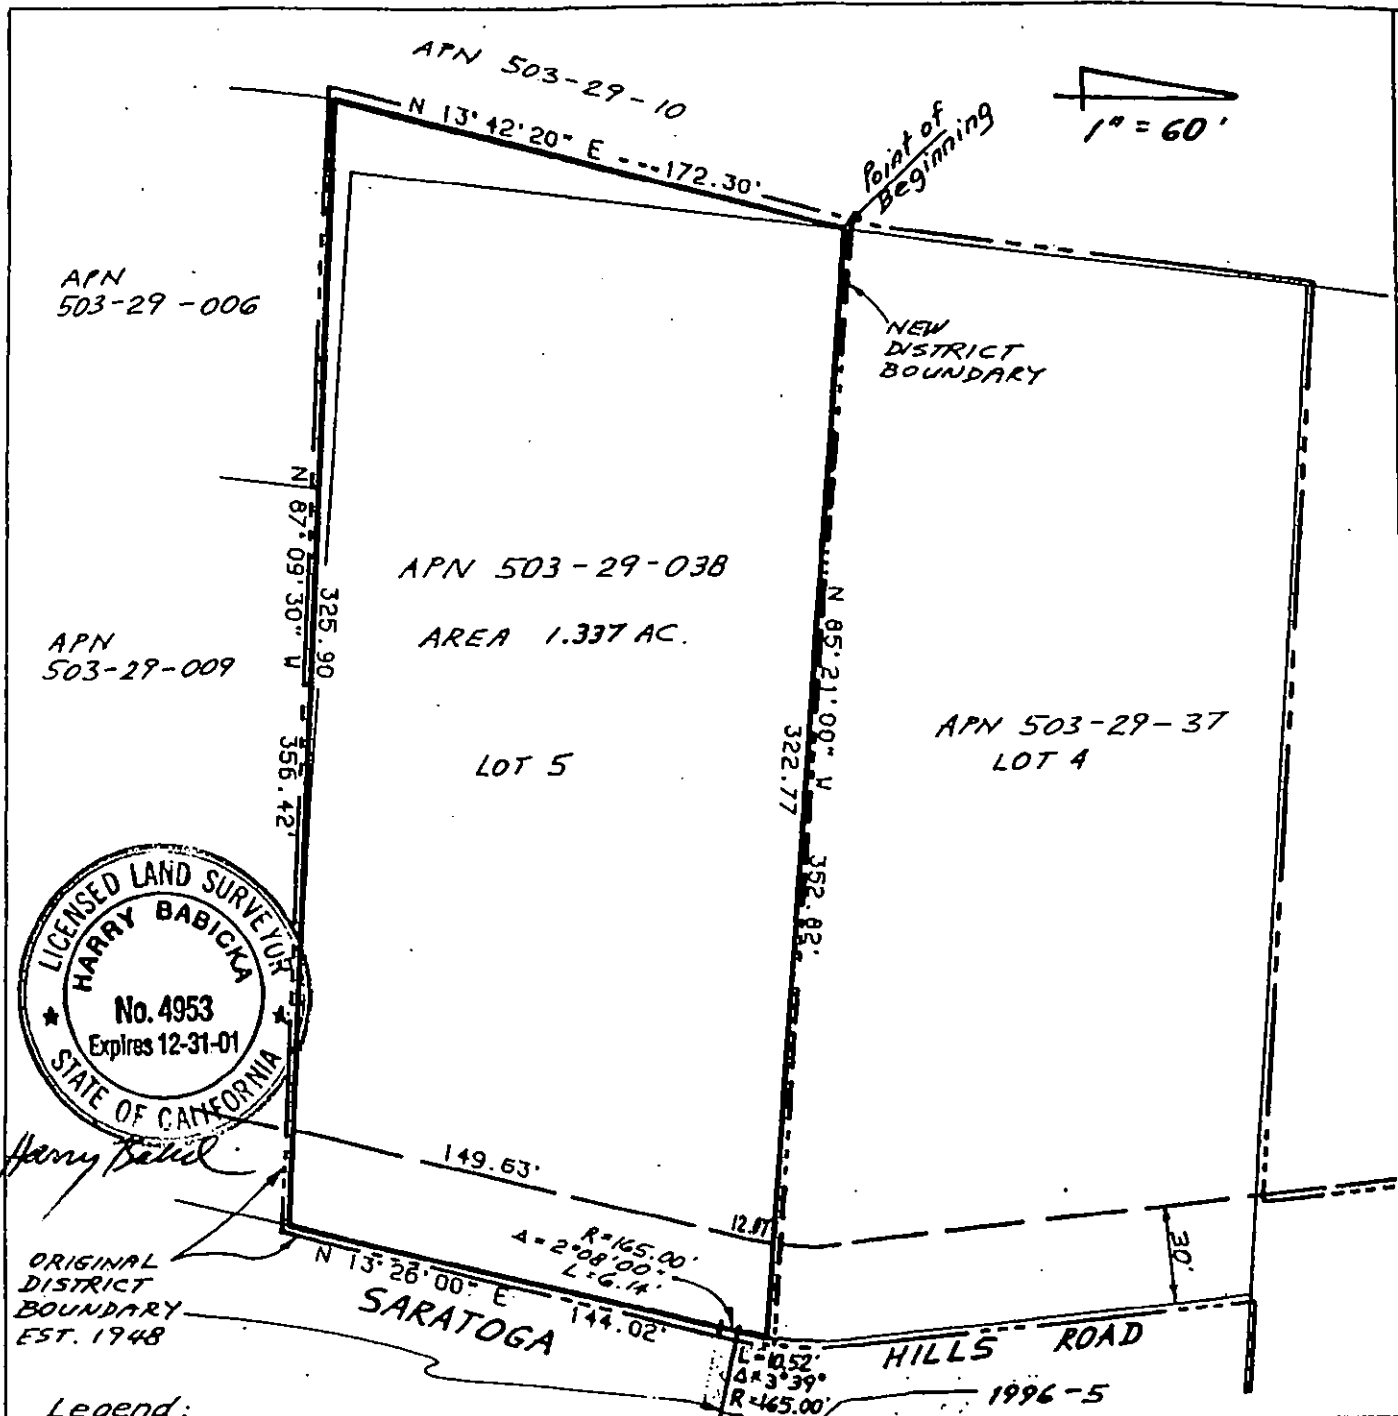 APN 503-29-10
1" = 60'
Point of
Beginning
N 13° 42' 20" E ---172.30'
APN
503-29-006
NEW
DISTRICT
BOUNDARY
N 87° 09' 30" W 356.42'
325.90
APN 503-29-038
AREA 1.337 AC.
LOT 5
N 85° 21' 00" W 352.82'
322.77
APN
503-29-009
APN 503-29-37
LOT 4
LICENSED LAND SURVEYOR
HARRY BABICKA
No. 4953
Expires 12-31-01
STATE OF CALIFORNIA
149.63'
12.17
R=165.00'
Δ=2°08'00"
L=6.14'
30'
ORIGINAL
DISTRICT
BOUNDARY
EST. 1948
N 13° 26' 00" E 144.02'
SARATOGA HILLS ROAD
L=10.52'
Δ=3°39"
R=165.00'
1996-5
Legend: